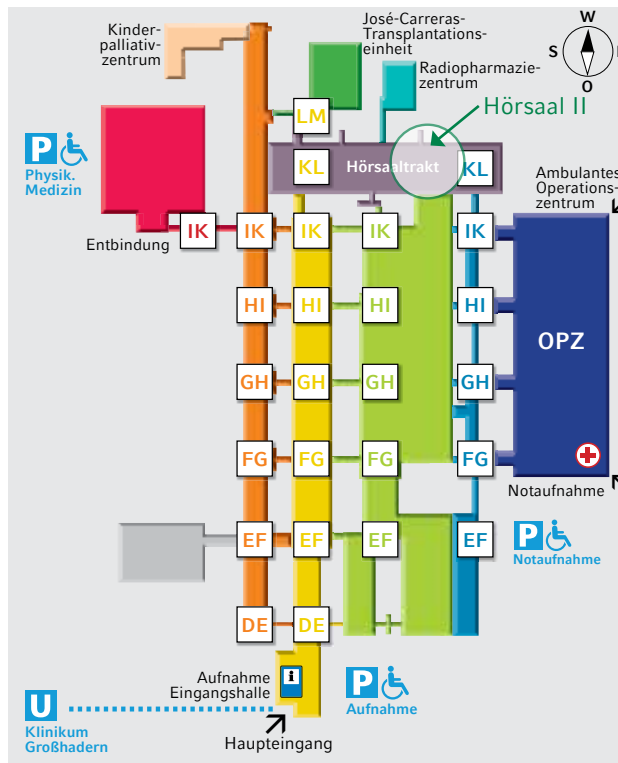 Kinder-
palliativ-
zentrum
José-Carreras-
Transplantations-
einheit
Radiopharmazie-
zentrum
W
S
O
Hörsaal II
LM
P
Physik.
Medizin
KL
Hörsaaltrakt
KL
Ambulantes
Operations-
zentrum
Entbindung
IK
IK
IK
IK
IK
HI
HI
HI
HI
OPZ
GH
GH
GH
GH
FG
FG
FG
FG
Notaufnahme
EF
EF
EF
EF
P
Notaufnahme
DE
DE
Aufnahme
Eingangshalle
i
P
Aufnahme
U
Klinikum
Großhadern
Haupteingang